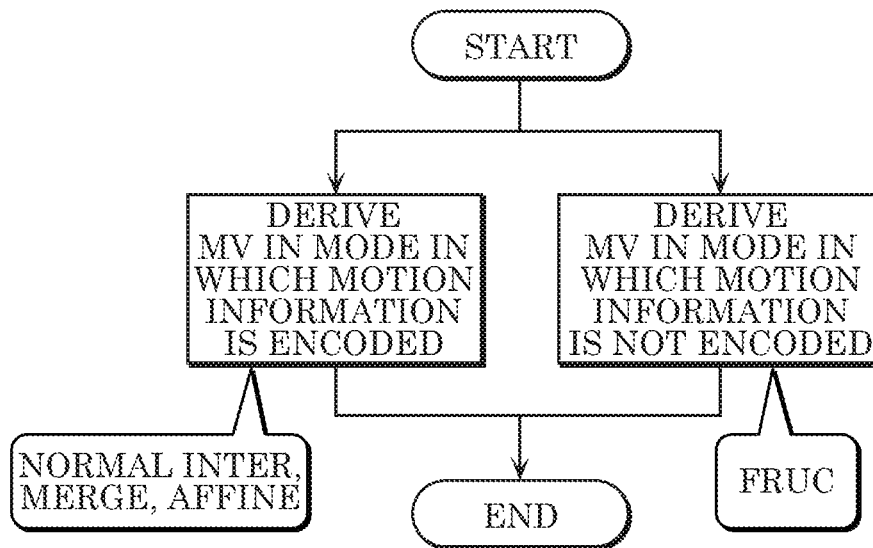 START
DERIVE
MV IN MODE IN
WHICH MOTION
INFORMATION
IS ENCODED
DERIVE
MV IN MODE IN
WHICH MOTION
INFORMATION
IS NOT ENCODED
NORMAL INTER,
MERGE, AFFINE
FRUC
END